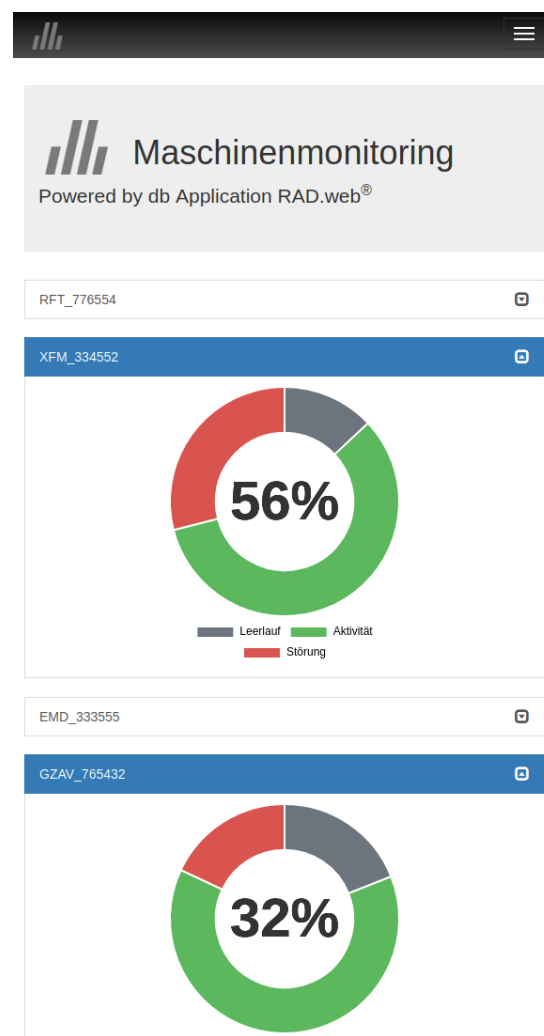 Maschinenmonitoring
Powered by db Application RAD.web®
RFT_776554
XFM_334552
56%
Leerlauf Aktivität
Störung
EMD_333555
GZAV_765432
32%